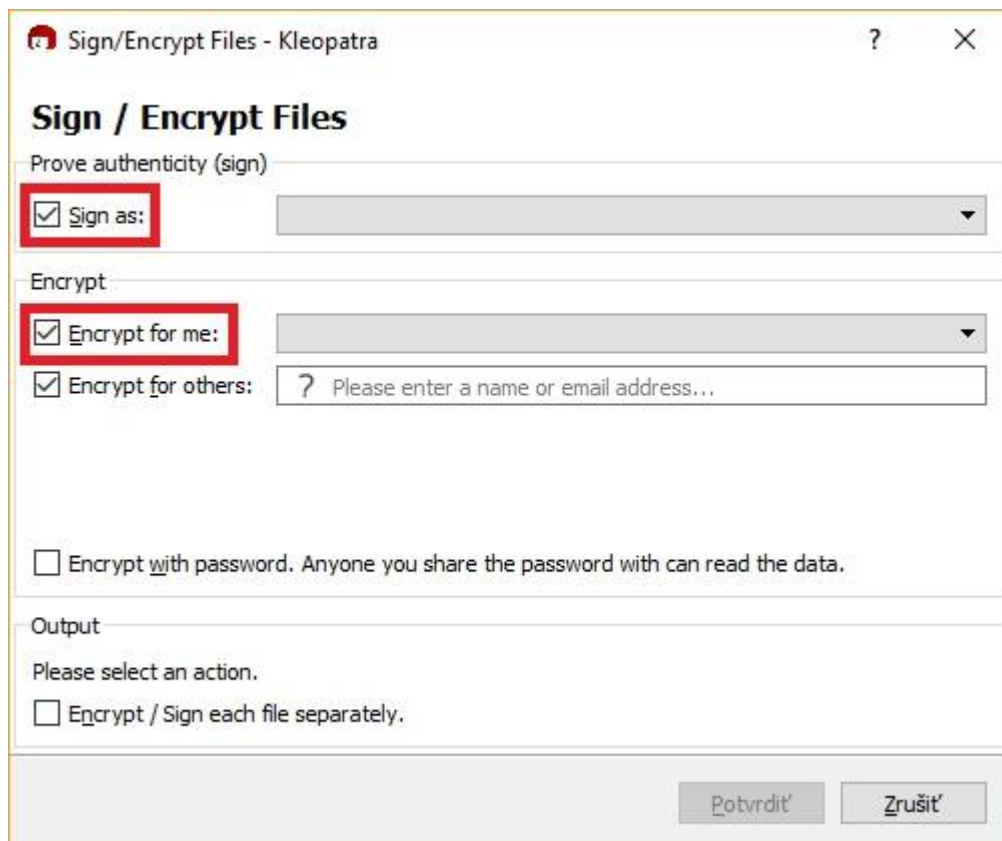 Sign/Encrypt Files - Kleopatra
Sign / Encrypt Files
Prove authenticity (sign)
Sign as:
Encrypt
Encrypt for me:
Encrypt for others: ? Please enter a name or email address...
Encrypt with password. Anyone you share the password with can read the data.
Output
Please select an action.
Encrypt / Sign each file separately.
Potvrdiť Zrušiť